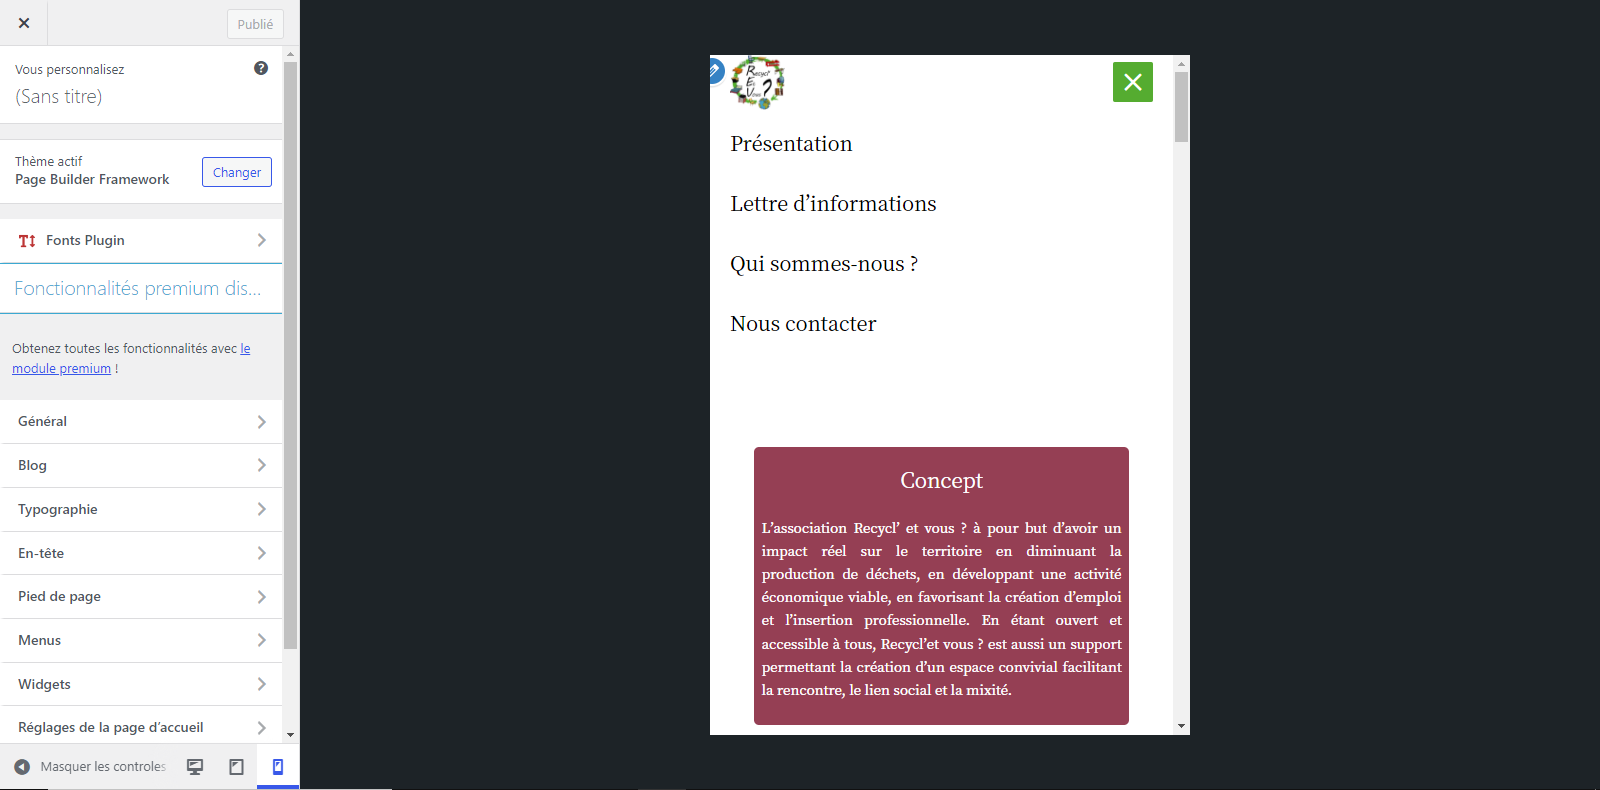 Publié
Vous personnalisez
(Sans titre)
Thème actif
Page Builder Framework
Changer
Fonts Plugin
Fonctionnalités premium dis...
Obtenez toutes les fonctionnalités avec le
module premium !
Général
Blog
Typographie
En-tête
Pied de page
Menus
Widgets
Réglages de la page d’accueil
Masquer les controles
Recycl'
Et
Vous ?
Présentation
Lettre d’informations
Qui sommes-nous ?
Nous contacter
Concept
L’association Recycl’ et vous ? à pour but d’avoir un
impact réel sur le territoire en diminuant la
production de déchets, en développant une activité
économique viable, en favorisant la création d’emploi
et l’insertion professionnelle. En étant ouvert et
accessible à tous, Recycl’et vous ? est aussi un support
permettant la création d’un espace convivial facilitant
la rencontre, le lien social et la mixité.